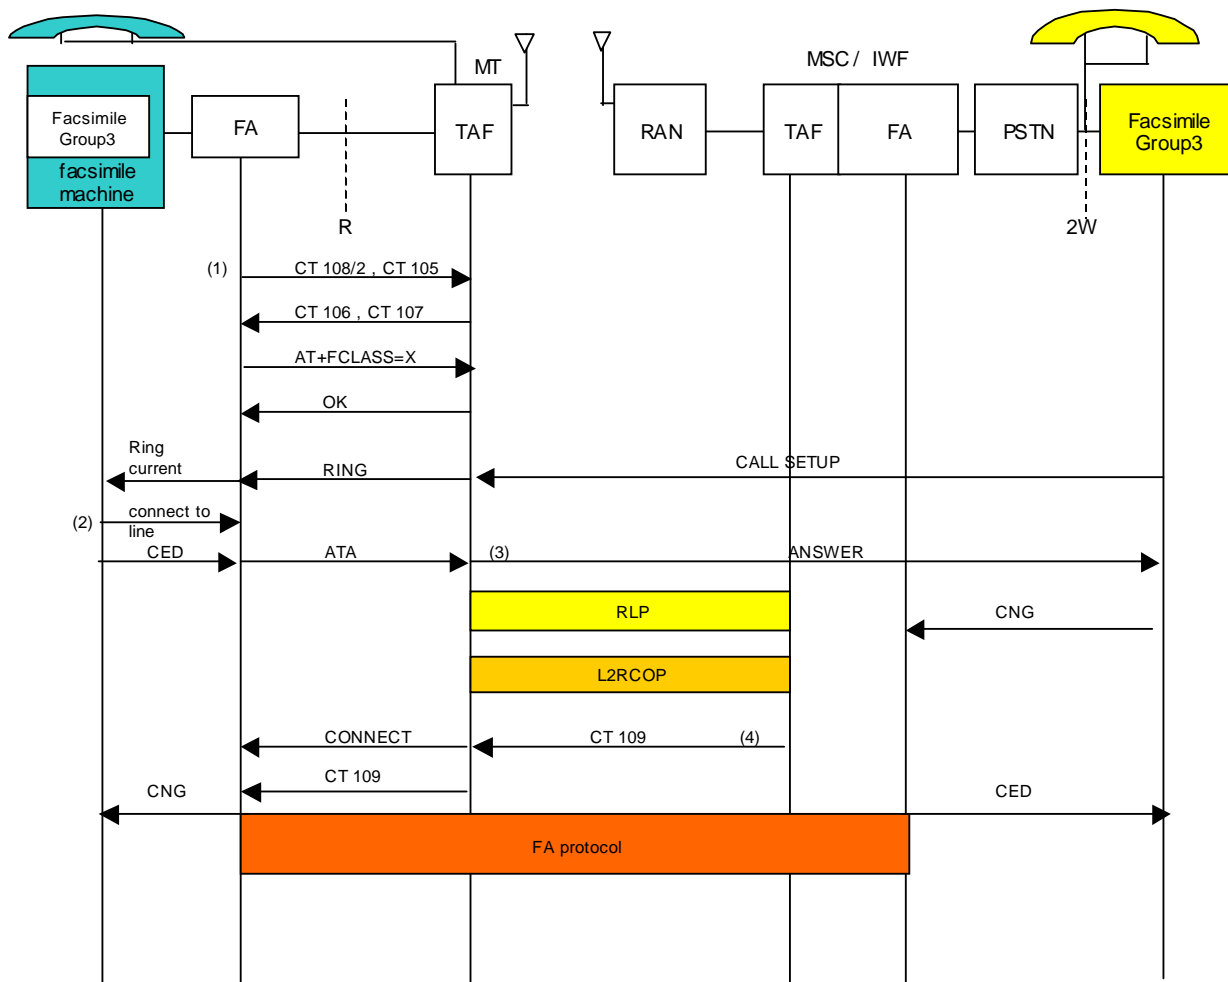 MT
MSC / IWF
Facsimile
Group3
facsimile
machine
FA
TAF
RAN
TAF
FA
PSTN
Facsimile
Group3
R
2W
(1)
CT 108/2 , CT 105
CT 106 , CT 107
AT+FCLASS=X
OK
Ring
current
RING
CALL SETUP
(2)
connect to
line
CED
ATA
(3)
ANSWER
RLP
CNG
L2RCOP
CONNECT
CT 109
(4)
CT 109
CNG
CED
FA protocol